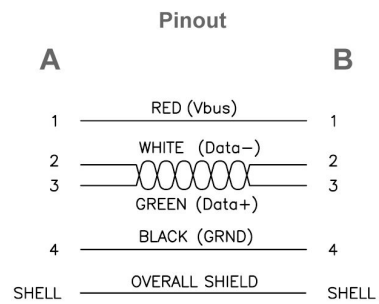 Pinout
A B
RED (Vbus)
1 1
WHITE (Data–)
2 2
3 3
GREEN (Data+)
BLACK (GRND)
4 4
OVERALL SHIELD
SHELL SHELL